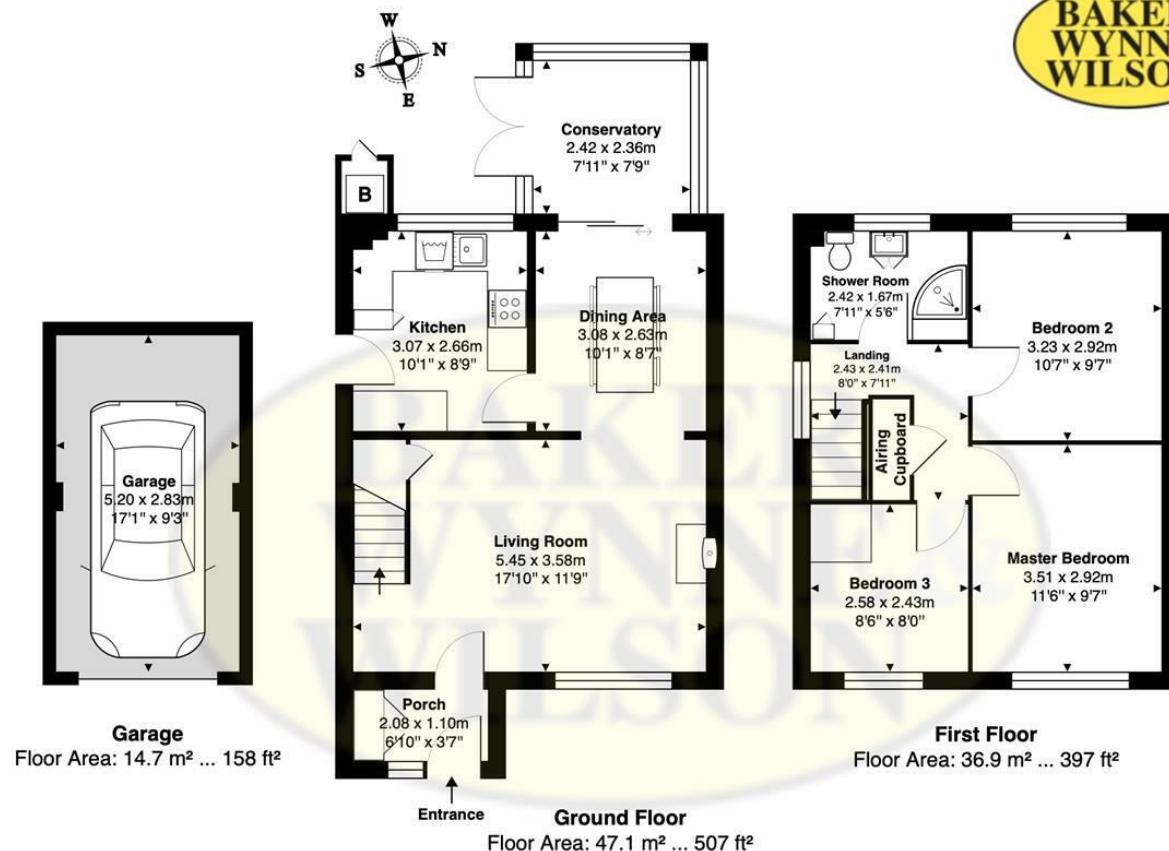 BAKER
WYNNE
WILSON
W
N
S
E
Conservatory
2.42 x 2.36m
7'11" x 7'9"
B
Kitchen
3.07 x 2.66m
10'1" x 8'9"
Dining Area
3.08 x 2.63m
10'1" x 8'7"
Living Room
5.45 x 3.58m
17'10" x 11'9"
Porch
2.08 x 1.10m
6'10" x 3'7"
Entrance
Ground Floor
Floor Area: 47.1 m² ... 507 ft²
Garage
5.20 x 2.83m
17'1" x 9'3"
Garage
Floor Area: 14.7 m² ... 158 ft²
Shower Room
2.42 x 1.67m
7'11" x 5'6"
Landing
2.43 x 2.41m
8'0" x 7'11"
Airing
Cupboard
Bedroom 2
3.23 x 2.92m
10'7" x 9'7"
Master Bedroom
3.51 x 2.92m
11'6" x 9'7"
Bedroom 3
2.58 x 2.43m
8'6" x 8'0"
First Floor
Floor Area: 36.9 m² ... 397 ft²
BAKER
WYNNE &
WILSON